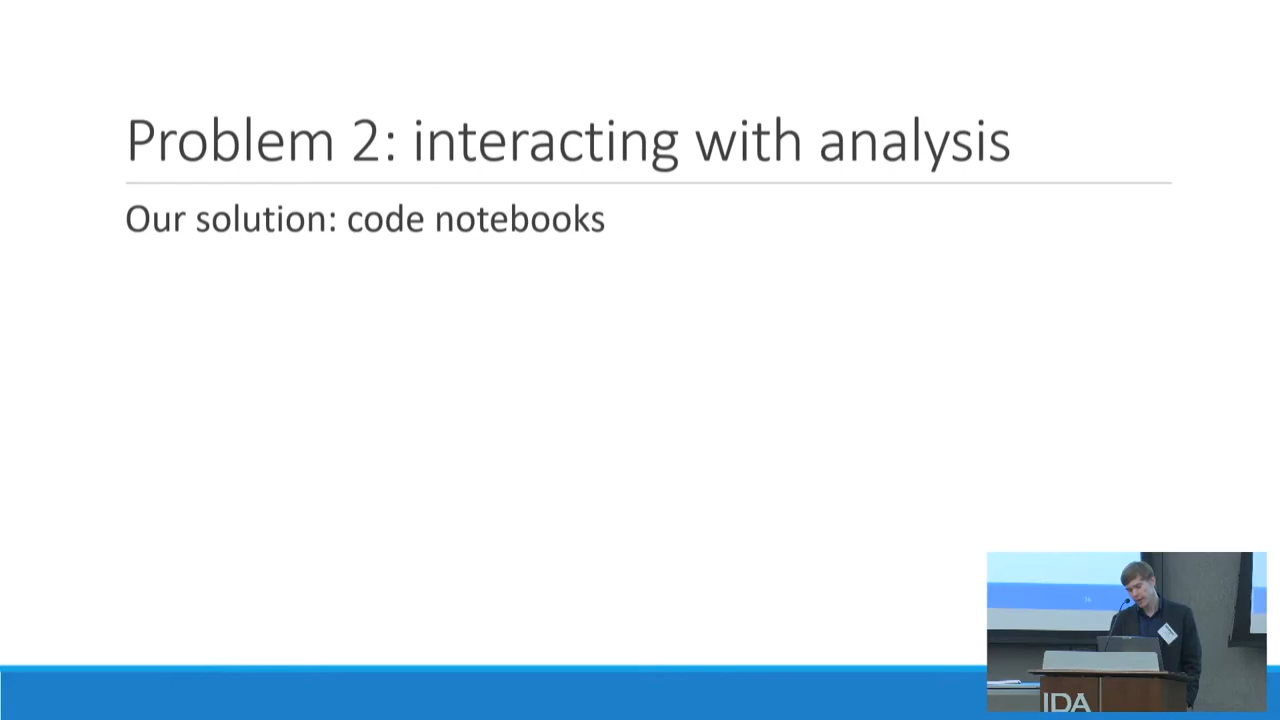 Problem 2: interacting with analysis
Our solution: code notebooks
IDA